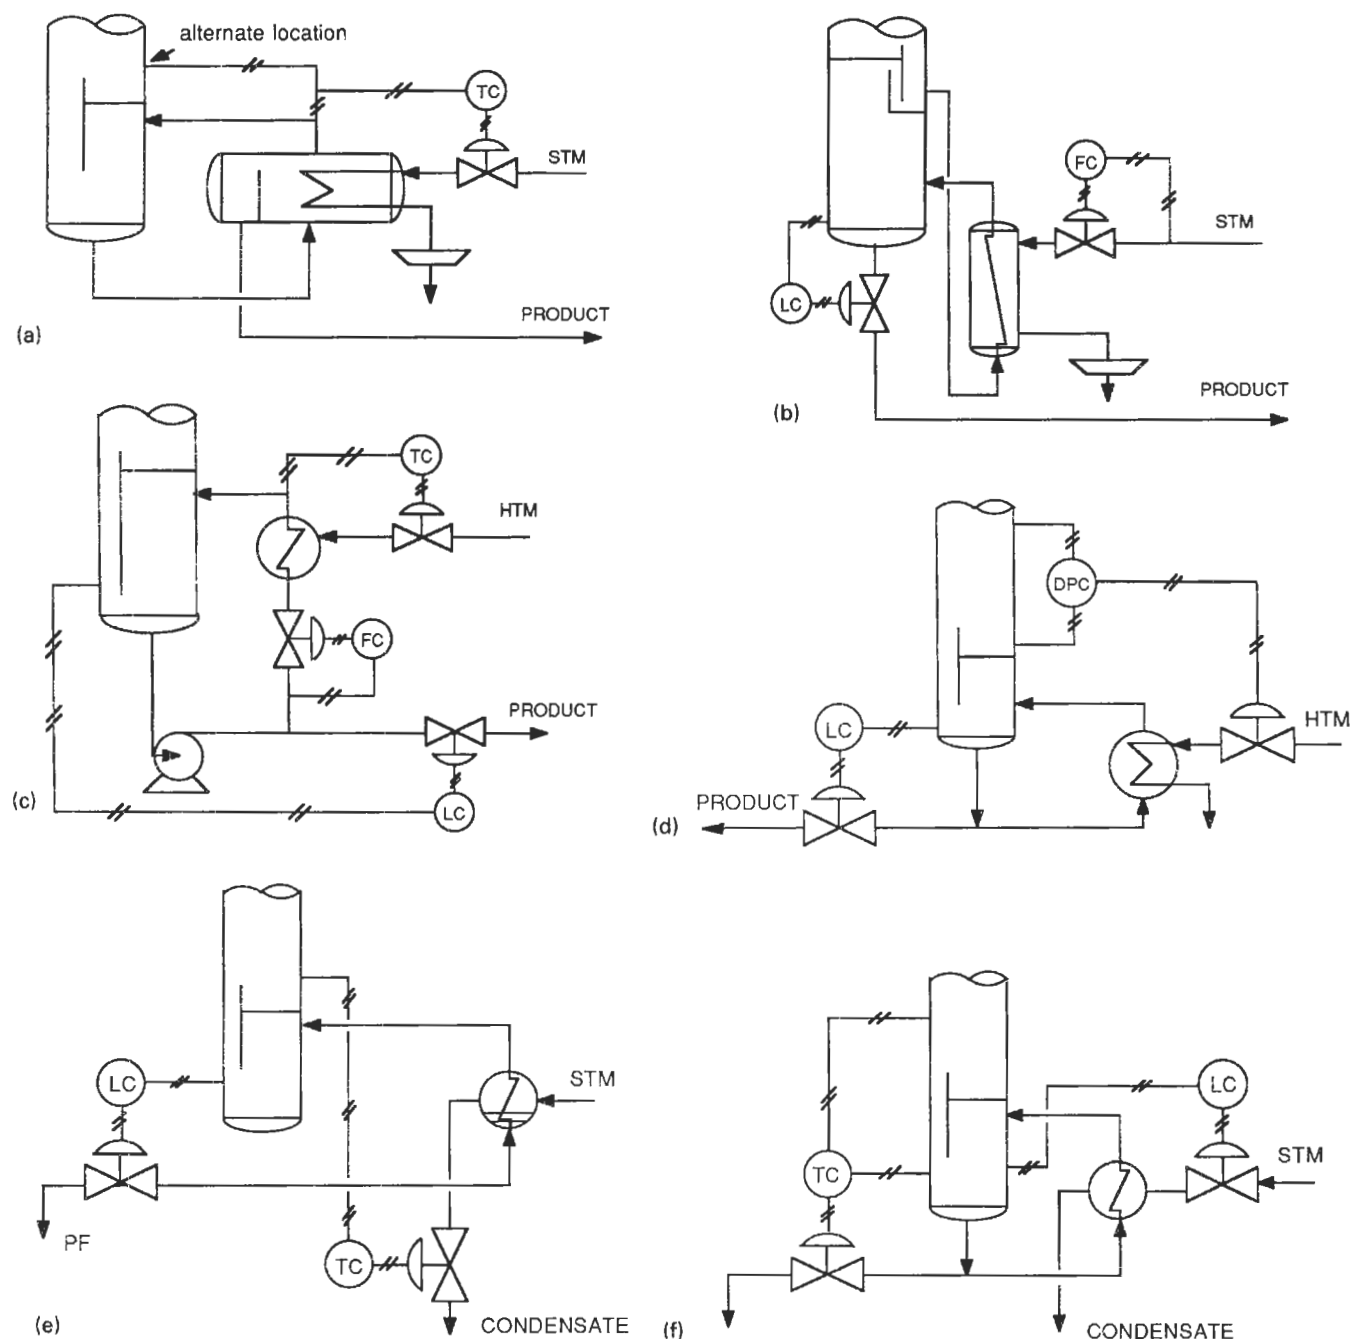 alternate location
TC
STM
PRODUCT
(a)
FC
STM
LC
PRODUCT
(b)
TC
HTM
FC
PRODUCT
LC
(c)
DPC
LC
HTM
PRODUCT
(d)
LC
STM
PF
TC
CONDENSATE
(e)
LC
TC
STM
CONDENSATE
(f)